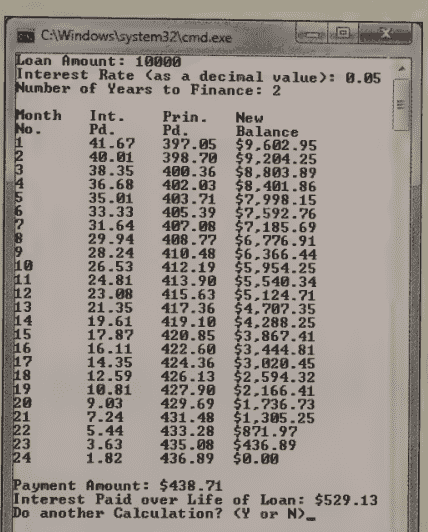 C:\Windows\system32\cmd.exe
Loan Amount: 10000
Interest Rate (as a decimal value): 0.05
Number of Years to Finance: 2
Month Int. Prin. New
No. Pd. Pd. Balance
1 41.67 397.05 $9,602.95
2 40.01 398.70 $9,204.25
3 38.35 400.36 $8,803.89
4 36.68 402.03 $8,401.86
5 35.01 403.71 $7,998.15
6 33.33 405.39 $7,592.76
7 31.64 407.08 $7,185.69
8 29.94 408.77 $6,776.91
9 28.24 410.48 $6,366.44
10 26.53 412.19 $5,954.25
11 24.81 413.90 $5,540.34
12 23.08 415.63 $5,124.71
13 21.35 417.36 $4,707.35
14 19.61 419.10 $4,288.25
15 17.87 420.85 $3,867.41
16 16.11 422.60 $3,444.81
17 14.35 424.36 $3,020.45
18 12.59 426.13 $2,594.32
19 10.81 427.90 $2,166.41
20 9.03 429.69 $1,736.73
21 7.24 431.48 $1,305.25
22 5.44 433.28 $871.97
23 3.63 435.08 $436.89
24 1.82 436.89 $0.00
Payment Amount: $438.71
Interest Paid over Life of Loan: $529.13
Do another Calculation? (Y or N)_